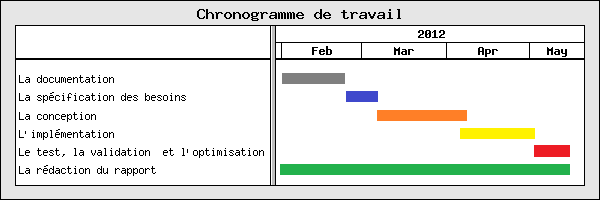 Chronogramme de travail
2012
Feb Mar Apr May
La documentation
La spécification des besoins
La conception
L'implémentation
Le test, la validation  et l'optimisation
La rédaction du rapport